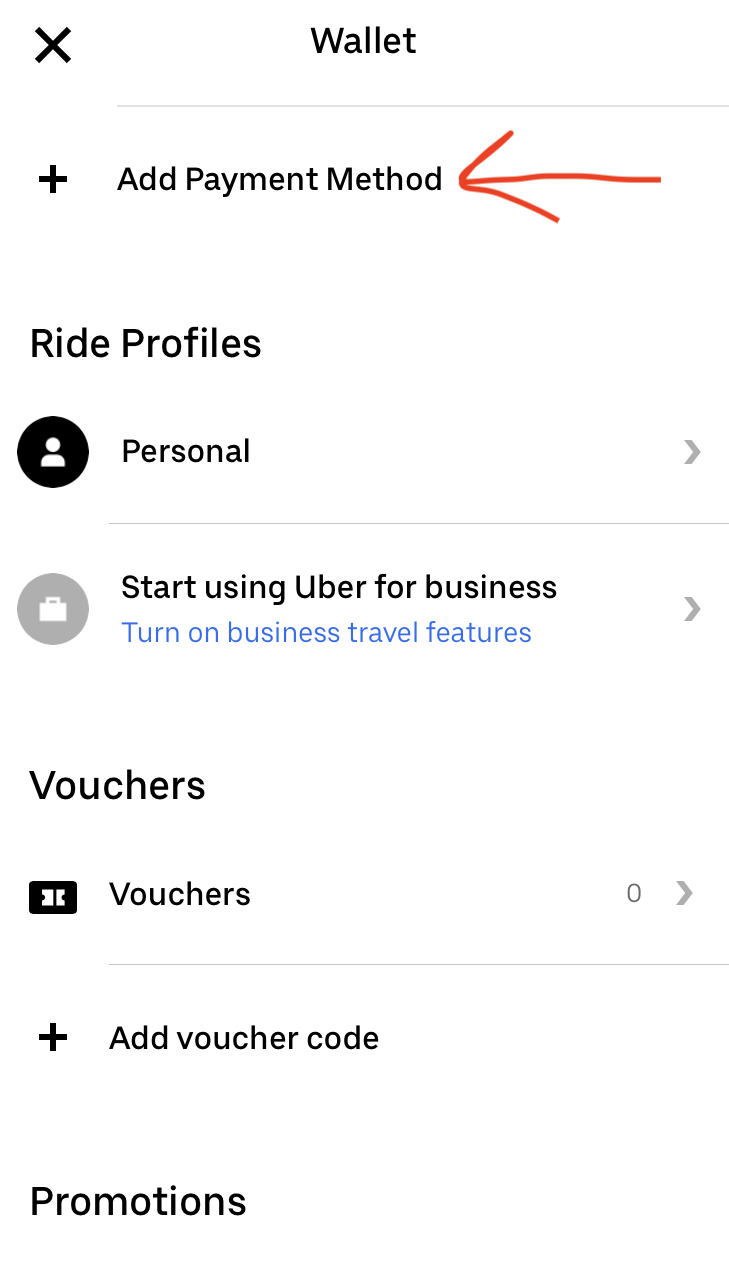 Wallet
Add Payment Method
Ride Profiles
Personal
Start using Uber for business
Turn on business travel features
Vouchers
Vouchers
0
Add voucher code
Promotions